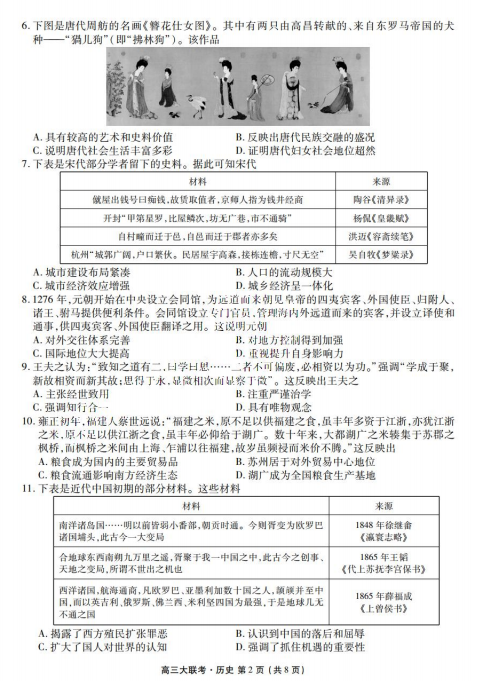 6.下图是唐代周昉的名画《簪花仕女图》。其中有两只由高昌转献的、来自东罗马帝国的犬
种——“猧儿狗”(即“拂林狗”)。该作品
A.具有较高的艺术和史料价值 B.反映出唐代民族交融的盛况
C.说明唐代社会生活丰富多彩 D.证明唐代妇女社会地位超然
7.下表是宋代部分学者留下的史料。据此可知宋代
材料 来源
僦屋出钱号曰痴钱,故赁取直者,京师人指为钱井经商 陶谷《清异录》
开封“甲第星罗,比屋鳞次,坊无广巷,市不通骑” 杨侃《皇畿赋》
自村疃而迁于邑,自邑而迁于郡者亦多矣 洪迈《容斋续笔》
杭州“城郭广阔,户口繁伙。民居屋宇高森,接栋连檐,寸尺无空” 吴自牧《梦粱录》
A.城市建设布局紧凑 B.人口的流动规模大
C.城市经济效应增强 D.城乡经济呈一体化
8.1276年,元朝开始在中央设立会同馆,为远道而来朝见皇帝的四夷宾客、外国使臣、归附人、
诸王、驸马提供便利条件。会同馆设立专门官员,管理海内外远道而来的宾客,并设立译使和
通事,供四夷宾客、外国使臣翻译之用。这说明元朝
A.对外交往体系完善 B.对地方控制得到加强
C.国际地位大大提高 D.重视提升自身影响力
9.王夫之认为:“致知之道有二,曰学曰思……二者不可偏废,必相资以为功。”强调“学成于聚,
新故相资而新其故;思得于永,显微相次而显察于微”。这反映出王夫之
A.主张经世致用 B.注重严谨治学
C.强调知行合一 D.具有唯物观念
10.雍正初年,福建人蔡世远说:“福建之米,原不足以供福建之食,虽丰年多资于江浙,亦犹江浙
之米,原不足以供江浙之食,虽丰年必仰给于湖广。数十年来,大都湖广之米辏集于苏郡之
枫桥,而枫桥之米间由上海、乍浦以往福建,故岁虽频祲而米价不腾。”这反映出
A.粮食成为国内的主要贸易品 B.苏州居于对外贸易中心地位
C.粮食流通影响南方经济生活 D.湖广成为全国粮食生产基地
11.下表是近代中国初期的部分材料。这些材料
材料 来源
南洋诸岛国……明以前皆弱小番部,朝贡时通。今则胥变为欧罗巴
诸国埔头,此古今一大变局
1848年徐继畬
《瀛寰志略》
合地球东西南朔九万里之遥,胥聚于我一中国之中,此古今之创事、
天地之变局,所谓不世出之机也
1865年王韬
《代上苏抚李宫保书》
西洋诸国,航海通商,凡欧罗巴、亚墨利加数十国之人,颉颃并至中
国,而以英吉利、俄罗斯、佛兰西、米利坚四国为最强,于是地球几无
不通之国
1865年薛福成
《上曾侯书》
A.揭露了西方殖民扩张罪恶 B.认识到中国的落后和屈辱
C.扩大了国人对世界的认知 D.强调了抓住机遇的重要性
高三大联考·历史 第2页(共8页)